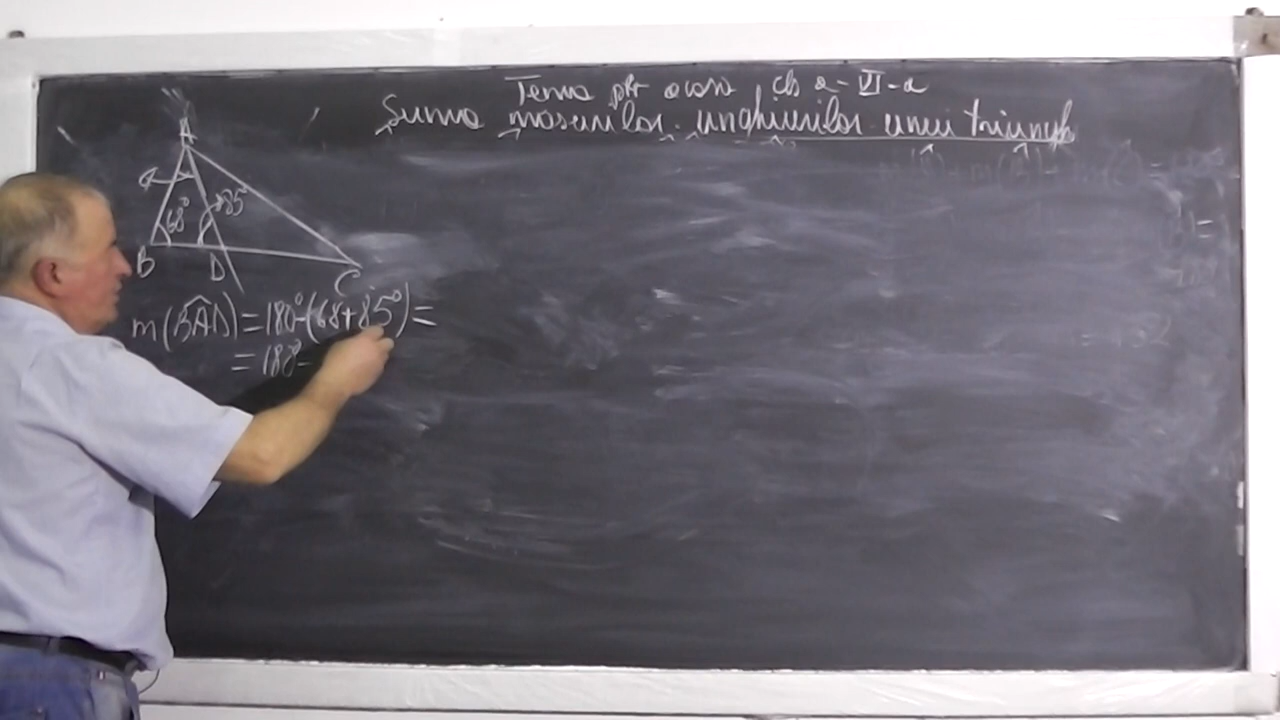 Tema ptr acasa cls a-VI-a
Suma masurilor unghiurilor unui triunghi
A
68°
85°
B
D
C
m(BAD)=180°-(68+85°)=
=180°-